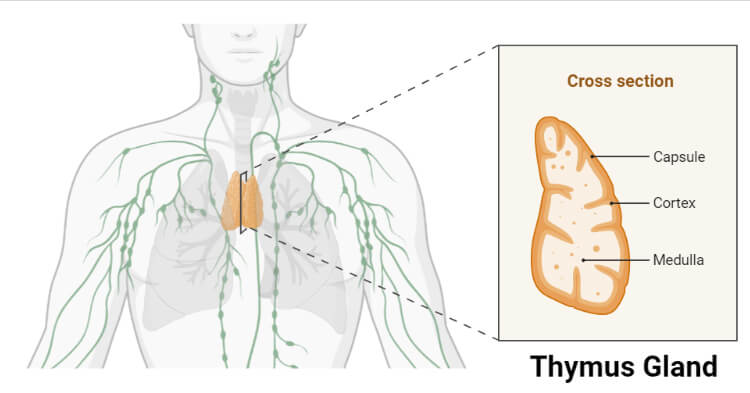 Cross section
Capsule
Cortex
Medulla
Thymus Gland